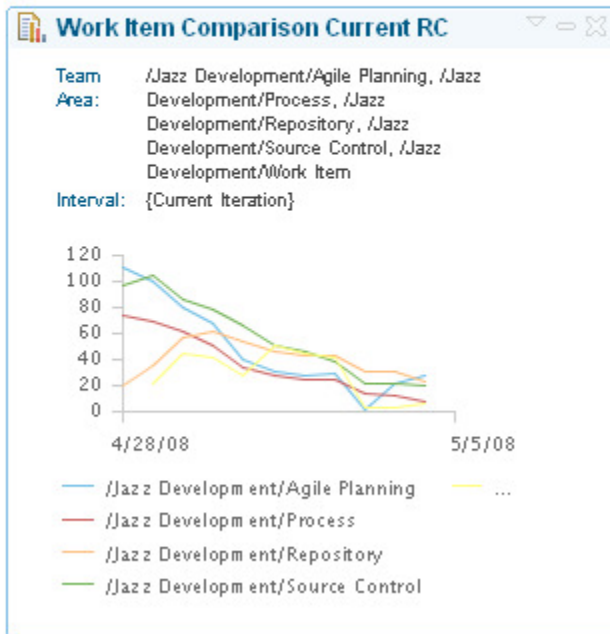 Work Item Comparison Current RC
Team Area: /Jazz Development/Agile Planning, /Jazz
Development/Process, /Jazz
Development/Repository, /Jazz
Development/Source Control, /Jazz
Development/Work Item
Interval: {Current Iteration}
120
100
80
60
40
20
0
4/28/08 5/5/08
/Jazz Development/Agile Planning ...
/Jazz Development/Process
/Jazz Development/Repository
/Jazz Development/Source Control